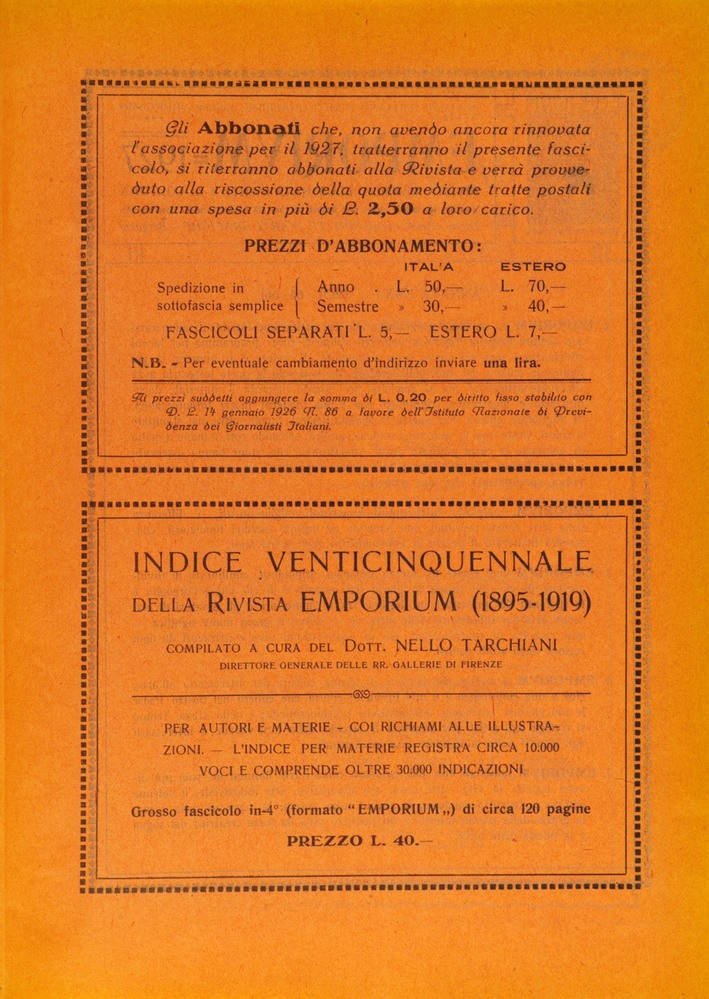 Gli Abbonati che, non avendo ancora rinnovata
l'associazione per il 1927, tratterranno il presente fasci-
colo, si riterranno abbonati alla Rivista e verrà provve-
duto alla riscossione della quota mediante tratte postali
con una spesa in più di L. 2,50 a loro carico.
PREZZI D'ABBONAMENTO:
ITAL'A ESTERO
Spedizione in Anno . L. 50,— L. 70,—
sottofascia semplice Semestre » 30,— » 40,—
FASCICOLI SEPARATI L. 5,— ESTERO L. 7,—
N.B. - Per eventuale cambiamento d'indirizzo inviare una lira.
Ai prezzi suddetti aggiungere la somma di L. 0,20 per diritto fisso stabilito con
D. L. 14 gennaio 1926 N. 86 a favore dell'Istituto Nazionale di Previ-
denza dei Giornalisti Italiani.
INDICE VENTICINQUENNALE
DELLA RIVISTA EMPORIUM (1895-1919)
COMPILATO A CURA DEL DOTT. NELLO TARCHIANI
DIRETTORE GENERALE DELLE RR. GALLERIE DI FIRENZE
PER AUTORI E MATERIE - COI RICHIAMI ALLE ILLUSTRA-
ZIONI. — L'INDICE PER MATERIE REGISTRA CIRCA 10.000
VOCI E COMPRENDE OLTRE 30.000 INDICAZIONI
Grosso fascicolo in-4° (formato "EMPORIUM„) di circa 120 pagine
PREZZO L. 40.—